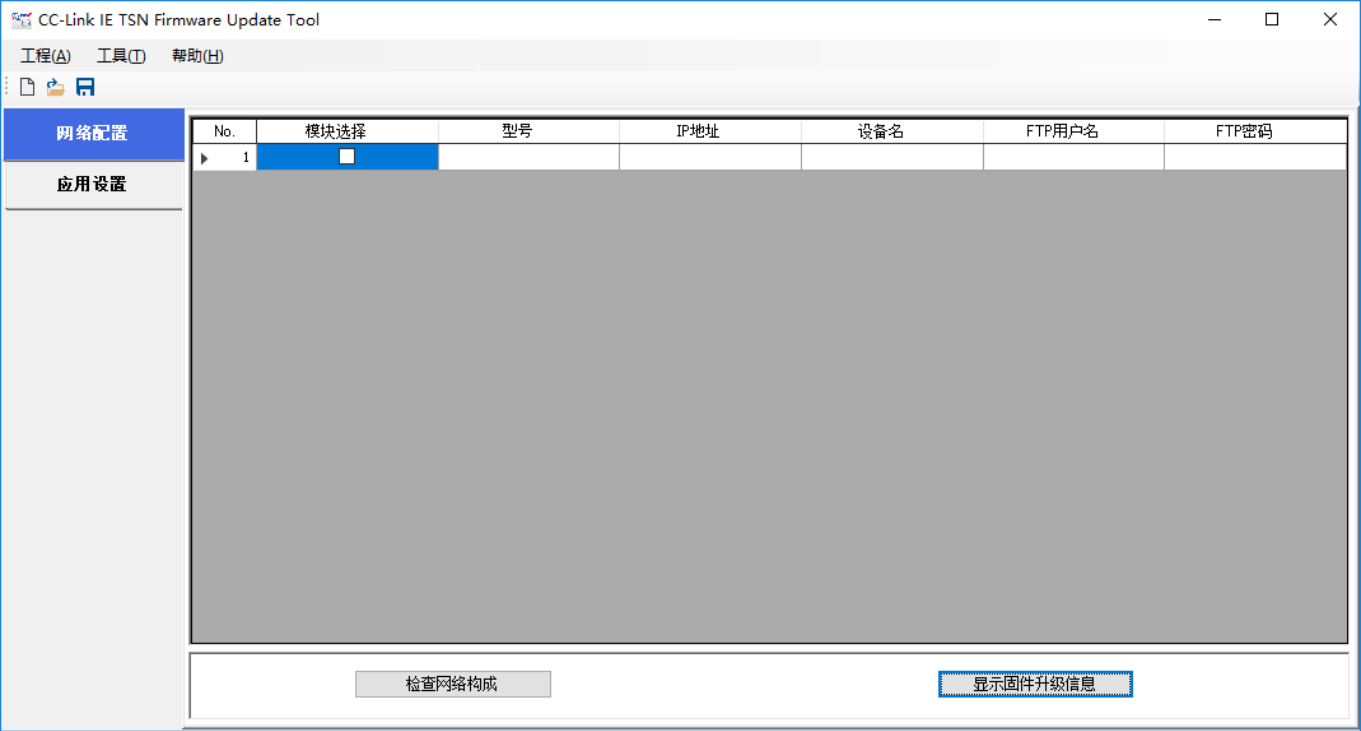 CC-Link IE TSN Firmware Update Tool
工程(A) 工具(T) 帮助(H)
网络配置
应用设置
No. 模块选择 型号 IP地址 设备名 FTP用户名 FTP密码
1
检查网络构成 显示固件升级信息